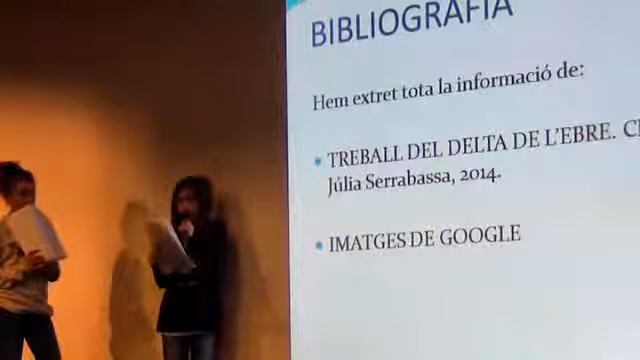 BIBLIOGRAFIA
Hem extret tota la informació de:
• TREBALL DEL DELTA DE L'EBRE.
Júlia Serrabassa, 2014.
• IMATGES DE GOOGLE